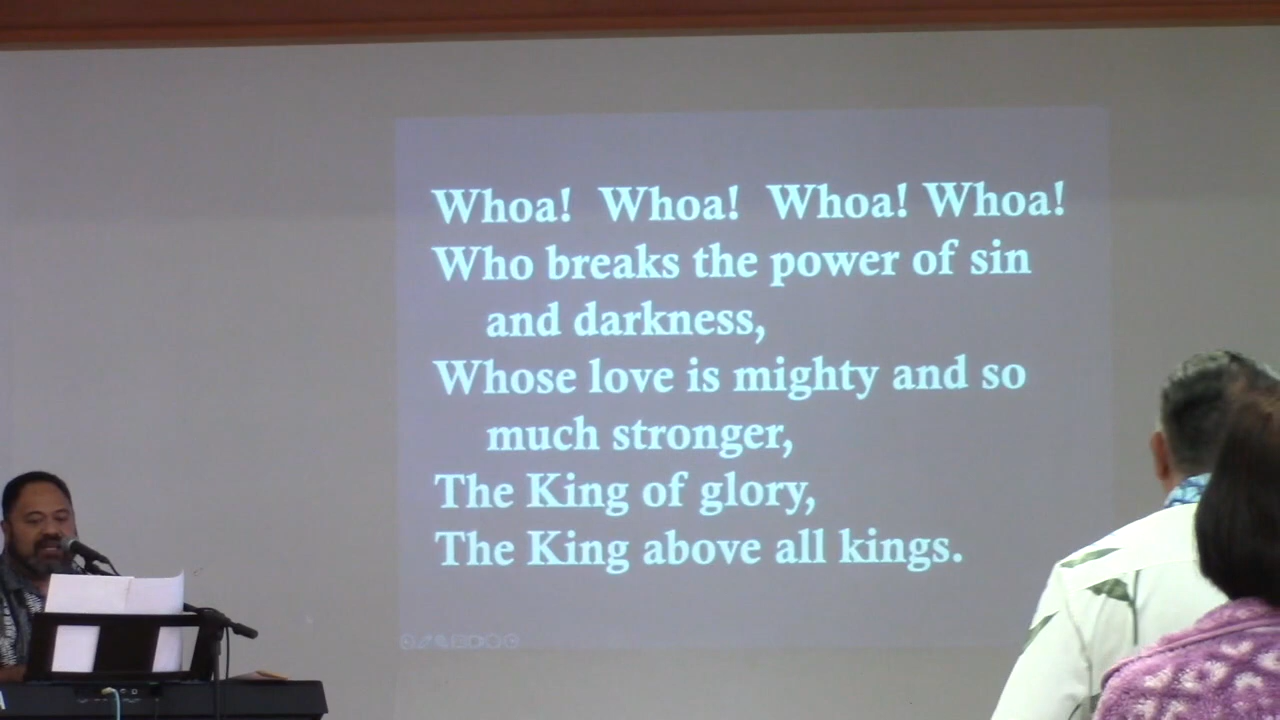 Whoa! Whoa! Whoa! Whoa!
Who breaks the power of sin
and darkness,
Whose love is mighty and so
much stronger,
The King of glory,
The King above all kings.